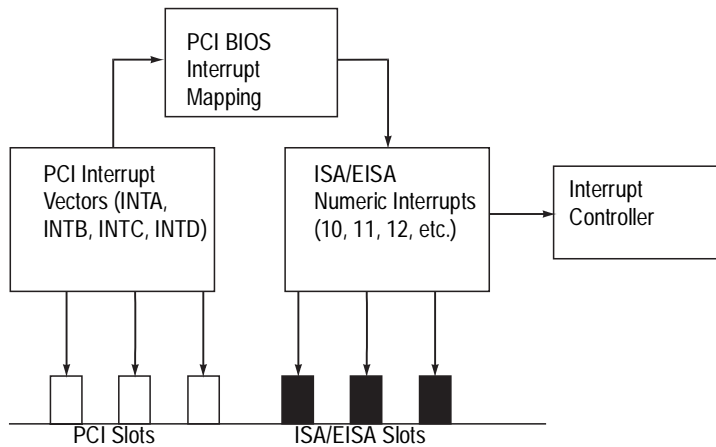 PCI BIOS
Interrupt
Mapping
PCI Interrupt
Vectors (INTA,
INTB, INTC, INTD)
ISA/EISA
Numeric Interrupts
(10, 11, 12, etc.)
Interrupt
Controller
PCI Slots
ISA/EISA Slots